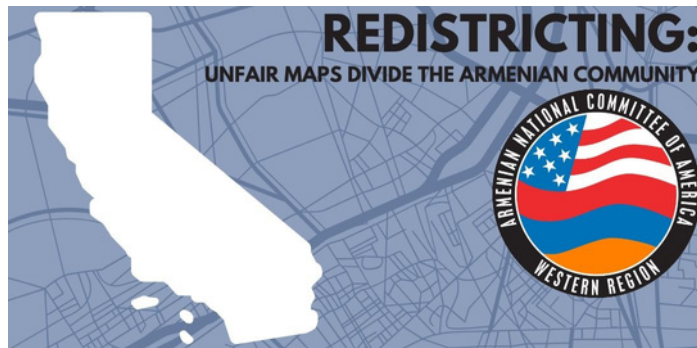 REDISTRICTING:
UNFAIR MAPS DIVIDE THE ARMENIAN COMMUNITY
ARMENIAN NATIONAL COMMITTEE OF AMERICA
WESTERN REGION